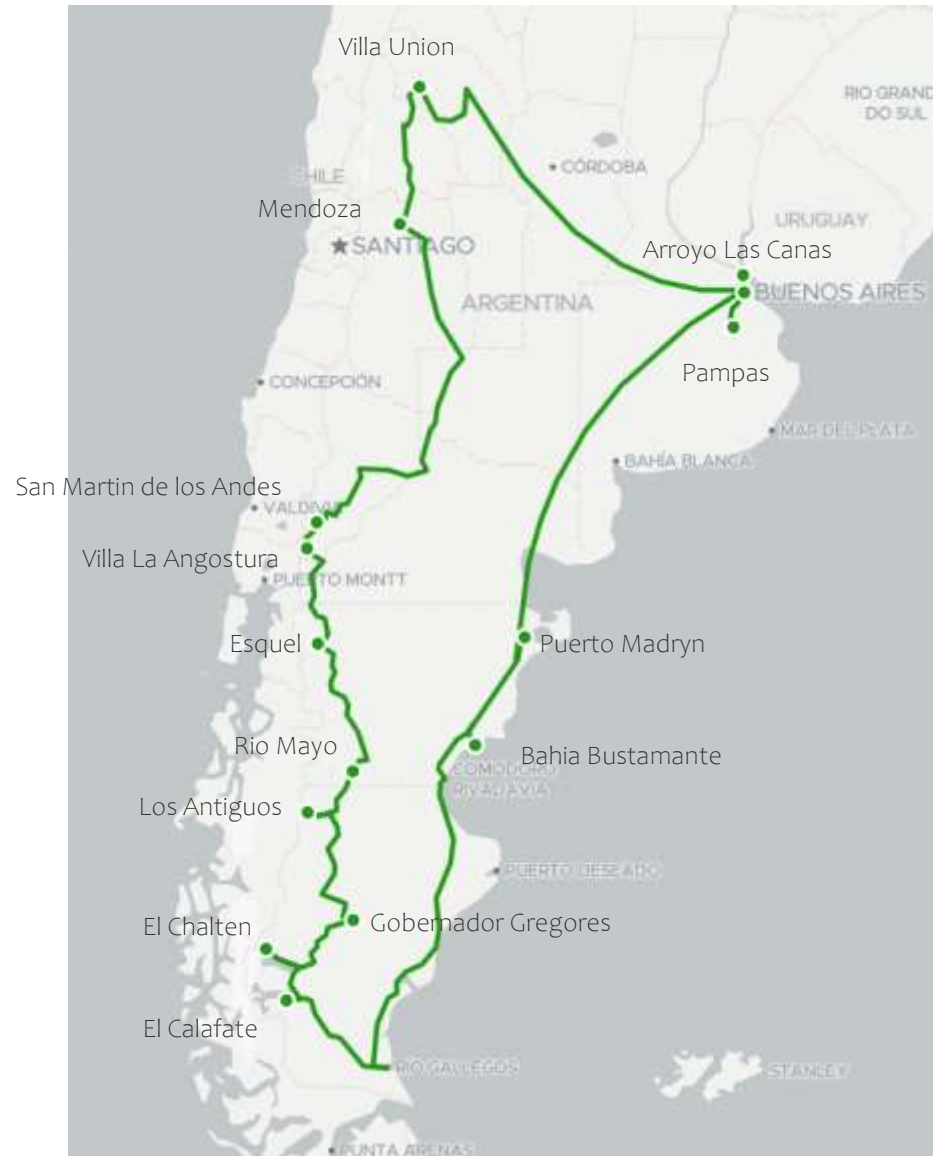 Villa Union
RIO GRAND
DO SUL
CÓRDOBA
CHILE
Mendoza
URUGUAY
SANTIAGO
Arroyo Las Canas
ARGENTINA
BUENOS AIRES
Pampas
CONCEPCIÓN
MAR DEL PLATA
BAHÍA BLANCA
San Martin de los Andes
VALDIVIA
Villa La Angostura
PUERTO MONTT
Esquel
Puerto Madryn
Rio Mayo
Bahia Bustamante
COMODORO
RIVADAVIA
Los Antiguos
PUERTO DESEADO
El Chalten
Gobernador Gregores
El Calafate
RÍO GALLEGOS
STANLEY
PUNTA ARENAS